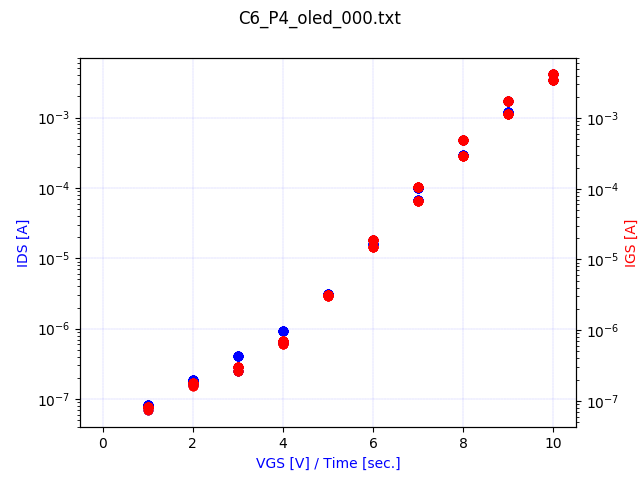 C6_P4_oled_000.txt
10⁻³
10⁻⁴
10⁻⁵
10⁻⁶
10⁻⁷
IDS [A]
10⁻³
10⁻⁴
10⁻⁵
10⁻⁶
10⁻⁷
IGS [A]
0 2 4 6 8 10
VGS [V] / Time [sec.]